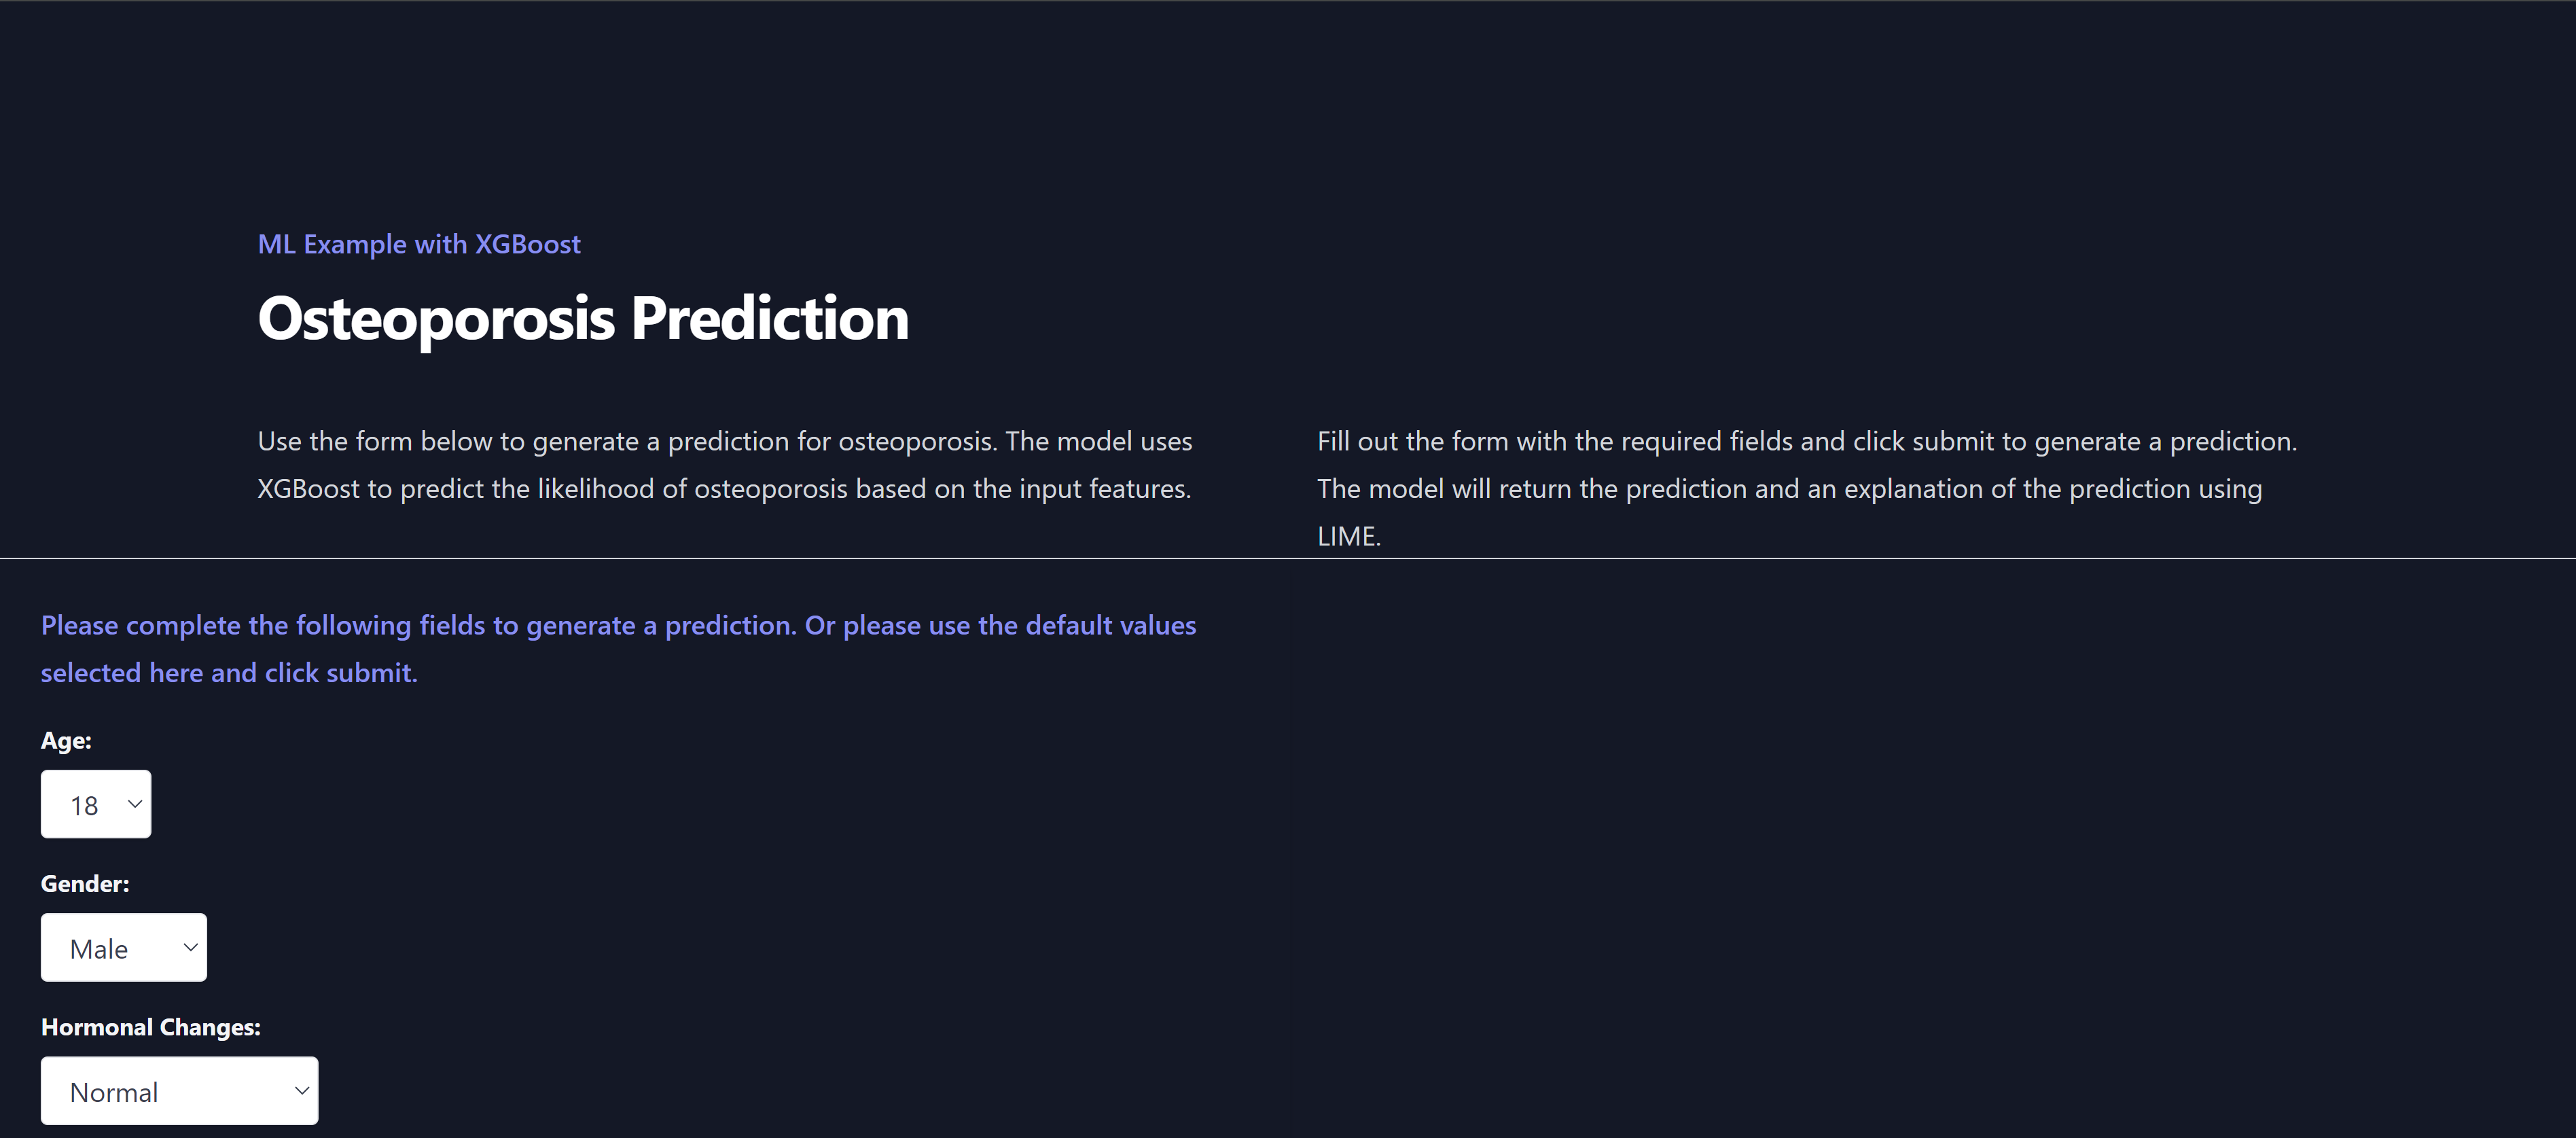 ML Example with XGBoost
Osteoporosis Prediction
Use the form below to generate a prediction for osteoporosis. The model uses
XGBoost to predict the likelihood of osteoporosis based on the input features.
Fill out the form with the required fields and click submit to generate a prediction.
The model will return the prediction and an explanation of the prediction using
LIME.
Please complete the following fields to generate a prediction. Or please use the default values
selected here and click submit.
Age:
18
Gender:
Male
Hormonal Changes:
Normal